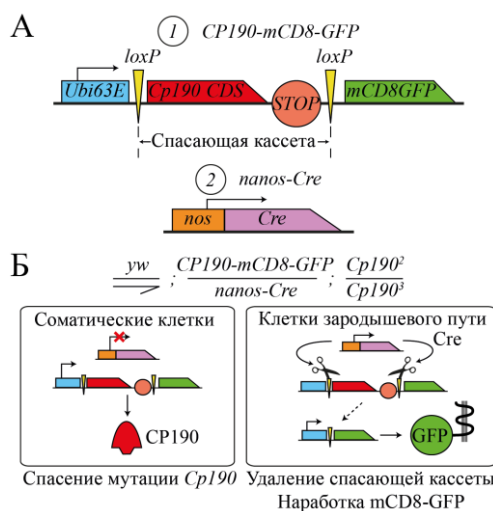 А
1 CP190-mCD8-GFP
loxP loxP
Ubi63E Cp190 CDS STOP mCD8GFP
Спасающая кассета
2 nanos-Cre
nos Cre
Б
yw ; CP190-mCD8-GFP ; Cp190²
nanos-Cre Cp190³
Соматические клетки
CP190
Спасение мутации Cp190
Клетки зародышевого пути
Cre
GFP
Удаление спасающей кассеты
Наработка mCD8-GFP